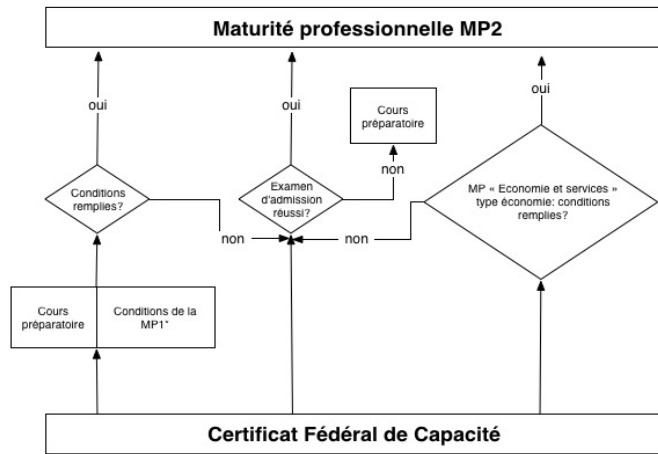 Maturité professionnelle MP2
oui
oui
oui
Cours
préparatoire
non
Conditions
remplies?
Examen
d'admission
réussi?
MP « Economie et services »
type économie: conditions
remplies?
non
non
Cours
préparatoire
Conditions de la
MP1*
Certificat Fédéral de Capacité